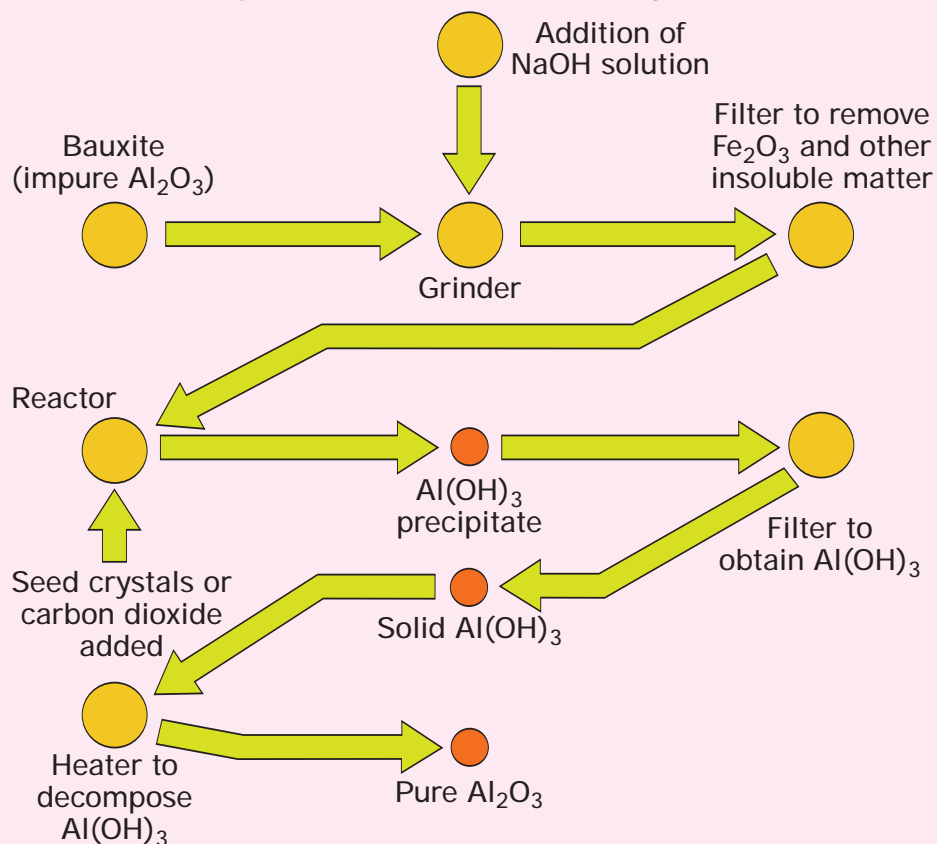 Addition of
NaOH solution
Filter to remove
Fe₂O₃ and other
insoluble matter
Bauxite
(impure Al₂O₃)
Grinder
Reactor
Al(OH)₃
precipitate
Filter to
obtain Al(OH)₃
Seed crystals or
carbon dioxide
added
Solid Al(OH)₃
Heater to
decompose
Al(OH)₃
Pure Al₂O₃